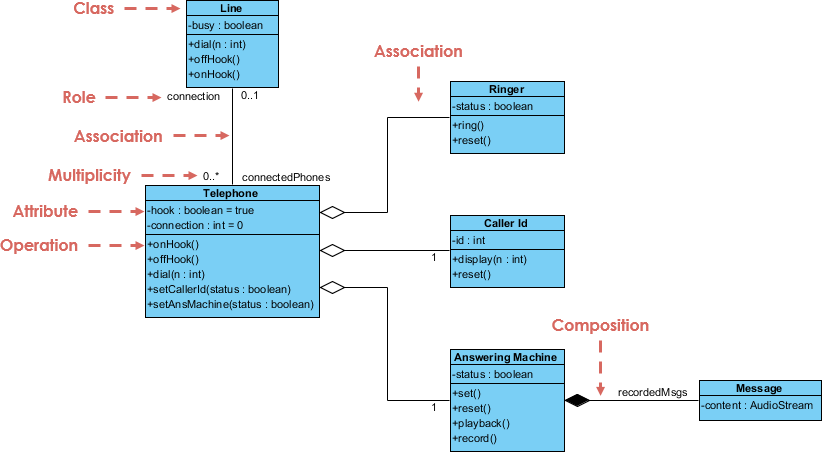 Class
Line
-busy : boolean
+dial(n : int)
+offHook()
+onHook()
Role
connection
0..1
Association
Association
Multiplicity
0..*
connectedPhones
Ringer
-status : boolean
+ring()
+reset()
Telephone
Attribute
-hook : boolean = true
-connection : int = 0
Operation
+onHook()
+offHook()
+dial(n : int)
+setCallerId(status : boolean)
+setAnsMachine(status : boolean)
Caller Id
-id : int
+display(n : int)
+reset()
1
Composition
Answering Machine
-status : boolean
+set()
+reset()
+playback()
+record()
1
recordedMsgs
Message
-content : AudioStream